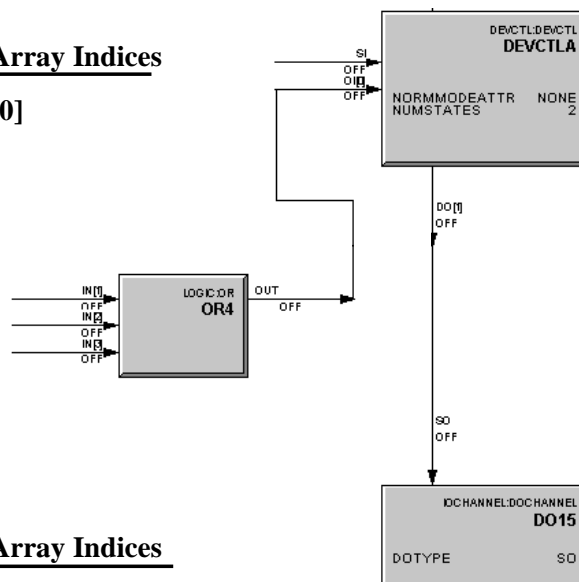 DEVCTL:DEVCTL
DEVCTLA
Array Indices
SI
OFF
OFF
0]
NORMMODEATTR NONE
NUMSTATES 2
DO[1]
OFF
IN[1]
OFF
IN[2]
OFF
IN[3]
OFF
LOGIC:OR
OR4
OUT
OFF
SO
OFF
IOCHANNEL:DOCHANNEL
DO15
Array Indices
DOTYPE SO